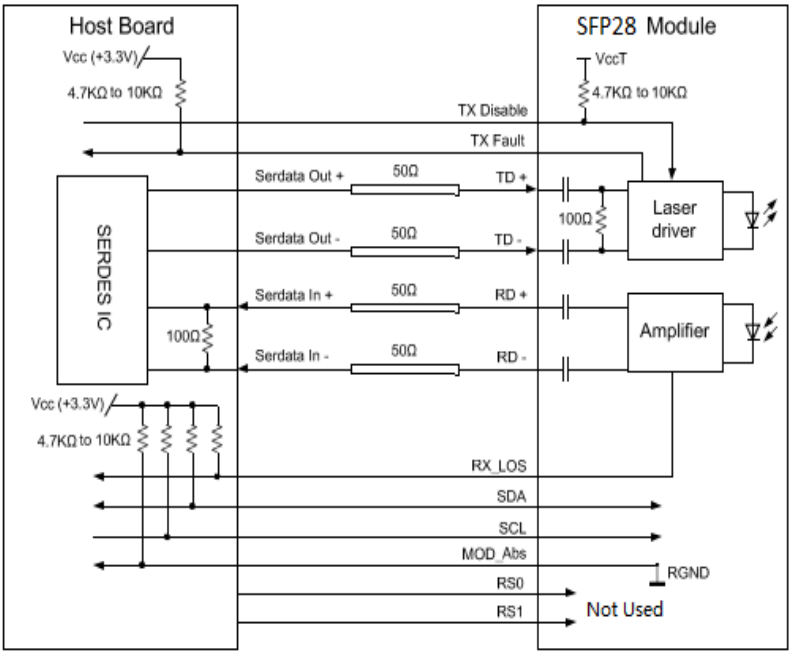 Host Board
SFP28 Module
Vcc (+3.3V)
VccT
4.7KΩ to 10KΩ
4.7KΩ to 10KΩ
TX Disable
TX Fault
Serdata Out +
50Ω
TD +
100Ω
Laser
driver
SERDES IC
Serdata Out -
50Ω
TD -
Serdata In +
50Ω
RD +
100Ω
Amplifier
Serdata In -
50Ω
RD -
Vcc (+3.3V)
4.7KΩ to 10KΩ
RX_LOS
SDA
SCL
MOD_Abs
RGND
RS0
Not Used
RS1